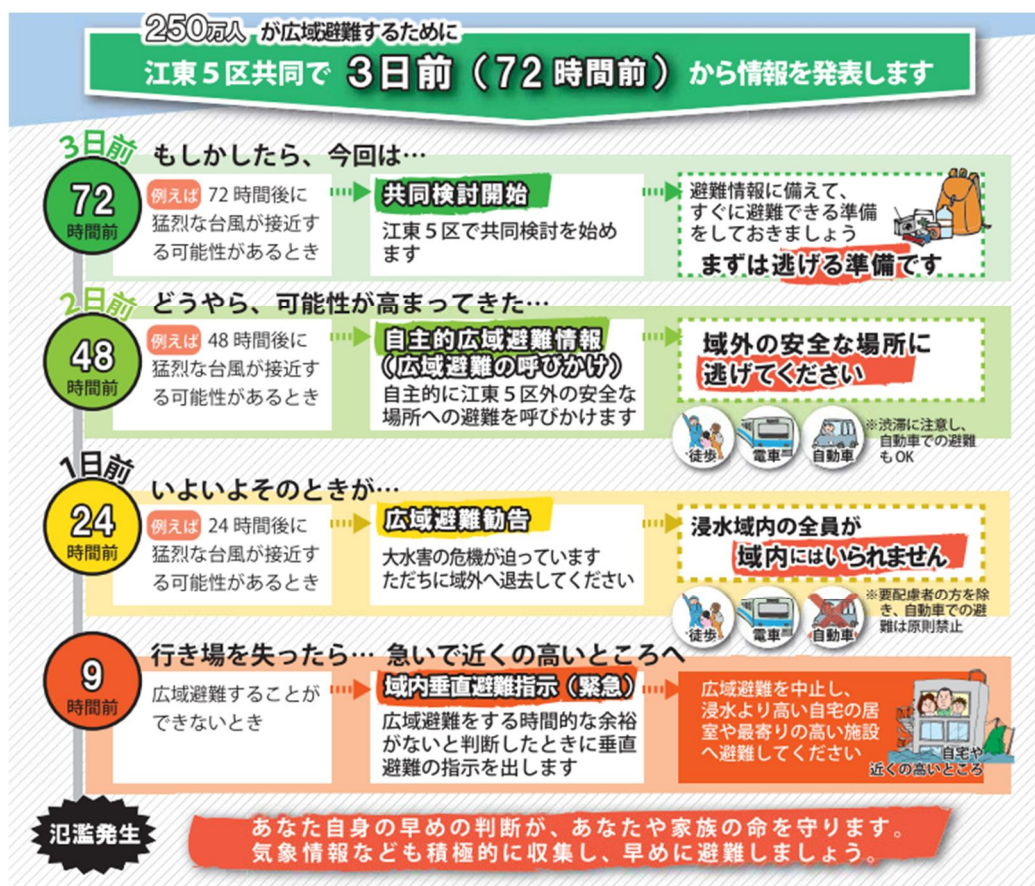 250万人 が広域避難するために
江東5区共同で 3日前(72時間前) から情報を発表します
3日前
72
時間前
もしかしたら、今回は…
例えば 72時間後に
猛烈な台風が接近す
る可能性があるとき
共同検討開始
江東5区で共同検討を始め
ます
避難情報に備えて、
すぐに避難できる準備
をしておきましょう
まずは逃げる準備です
2日前
48
時間前
どうやら、可能性が高まってきた…
例えば 48時間後に
猛烈な台風が接近す
る可能性があるとき
自主的広域避難情報
(広域避難の呼びかけ)
自主的に江東5区外の安全な
場所への避難を呼びかけます
域外の安全な場所に
逃げてください
徒歩
電車
自動車
※渋滞に注意し、
自動車での避難
もOK
1日前
24
時間前
いよいよそのときが…
例えば 24時間後に
猛烈な台風が接近す
る可能性があるとき
広域避難勧告
大水害の危機が迫っています
ただちに域外へ退去してください
浸水域内の全員が
域内にはいられません
徒歩
電車
自動車
※要配慮者の方を除
き、自動車での避
難は原則禁止
9
時間前
行き場を失ったら… 急いで近くの高いところへ
広域避難することが
できないとき
域内垂直避難指示(緊急)
広域避難をする時間的な余裕
がないと判断したときに垂直
避難の指示を出します
広域避難を中止し、
浸水より高い自宅の居
室や最寄りの高い施設
へ避難してください
自宅や
近くの高いところ
氾濫発生
あなた自身の早めの判断が、あなたや家族の命を守ります。
気象情報なども積極的に収集し、早めに避難しましょう。